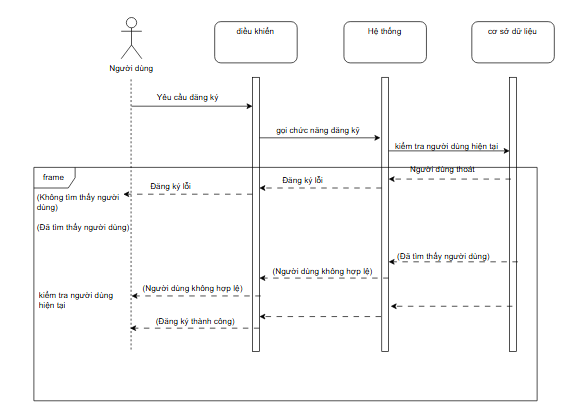 điều khiển
Hệ thống
cơ sở dữ liệu
Người dùng
Yêu cầu đăng ký
gọi chức năng đăng ký
kiểm tra người dùng hiện tại
Người dùng thoát
frame
Đăng ký lỗi
Đăng ký lỗi
(Không tìm thấy người
dùng)
(Đã tìm thấy người dùng)
(Đã tìm thấy người dùng)
(Người dùng không hợp lệ)
(Người dùng không hợp lệ)
kiểm tra người dùng
hiện tại
(Đăng ký thành công)